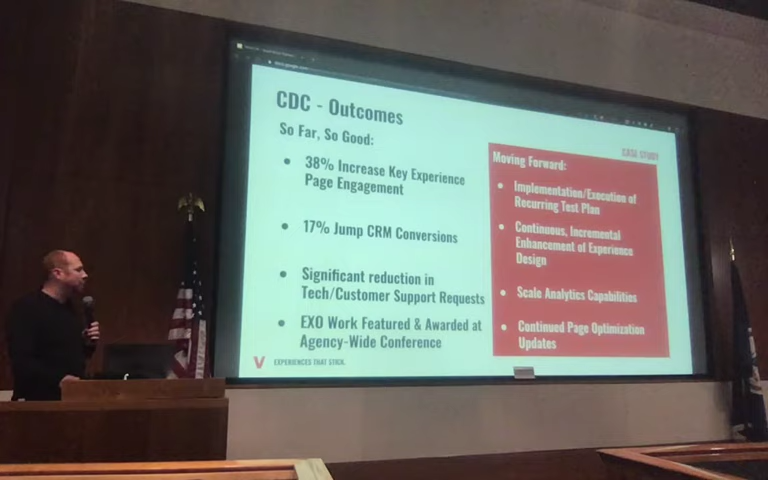 CDC - Outcomes
So Far, So Good:
38% Increase Key Experience
Page Engagement
17% Jump CRM Conversions
Significant reduction in
Tech/Customer Support Requests
EXO Work Featured & Awarded at
Agency-Wide Conference
EXPERIENCES THAT STICK.
CASE STUDY
Moving Forward:
Implementation/Execution of
Recurring Test Plan
Continuous, Incremental
Enhancement of Experience
Design
Scale Analytics Capabilities
Continued Page Optimization
Updates